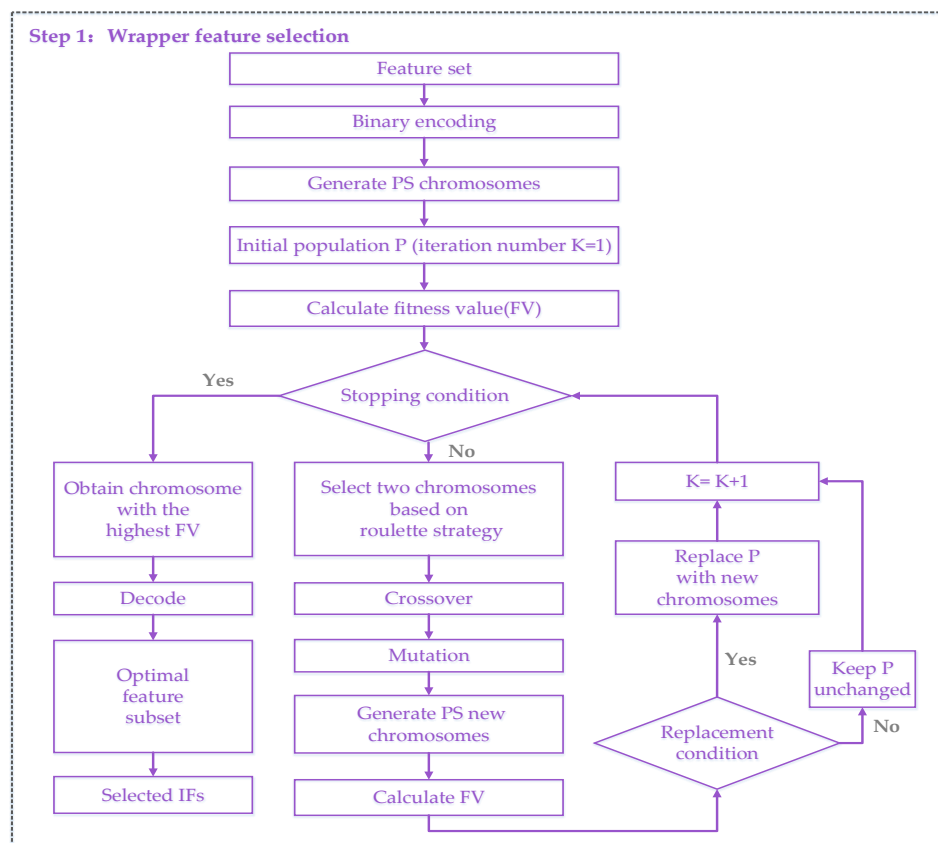 Step 1: Wrapper feature selection
Feature set
Binary encoding
Generate PS chromosomes
Initial population P (iteration number K=1)
Calculate fitness value(FV)
Stopping condition
Yes
No
Obtain chromosome
with the
highest FV
Decode
Optimal
feature
subset
Selected IFs
Select two chromosomes
based on
roulette strategy
Crossover
Mutation
Generate PS new
chromosomes
Calculate FV
K= K+1
Replace P
with new
chromosomes
Yes
Keep P
unchanged
No
Replacement
condition